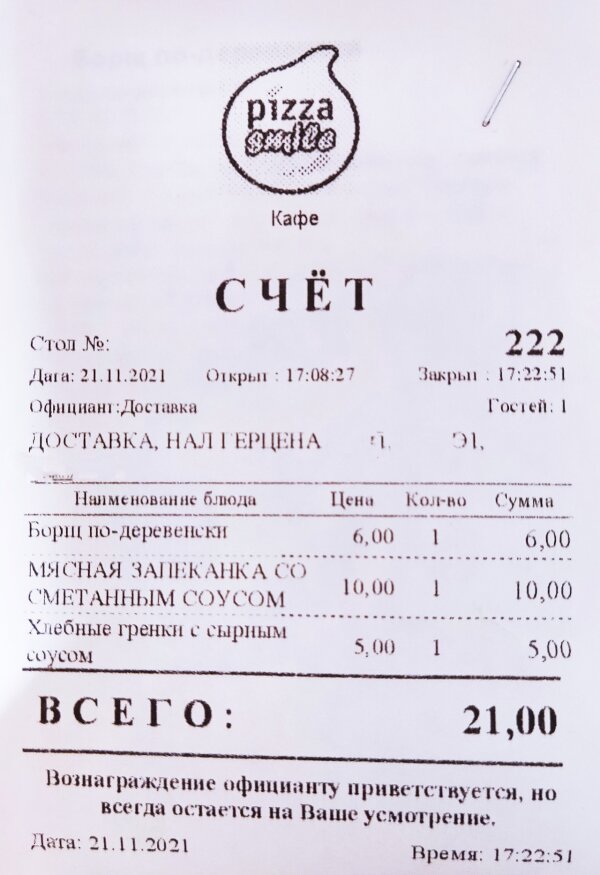 pizza
smile
Кафе
СЧЁТ
Стол №: 222
Дата: 21.11.2021 Открыт : 17:08:27 Закрыт : 17:22:51
Официант:Доставка Гостей: 1
ДОСТАВКА, НАЛ ГЕРЦЕНА
Наименование блюда Цена Кол-во Сумма
Борщ по-деревенски 6,00 1 6,00
МЯСНАЯ ЗАПЕКАНКА СО
СМЕТАННЫМ СОУСОМ 10,00 1 10,00
Хлебные гренки с сырным
соусом 5,00 1 5,00
ВСЕГО: 21,00
Вознаграждение официанту приветствуется, но
всегда остается на Ваше усмотрение.
Дата: 21.11.2021 Время: 17:22:51